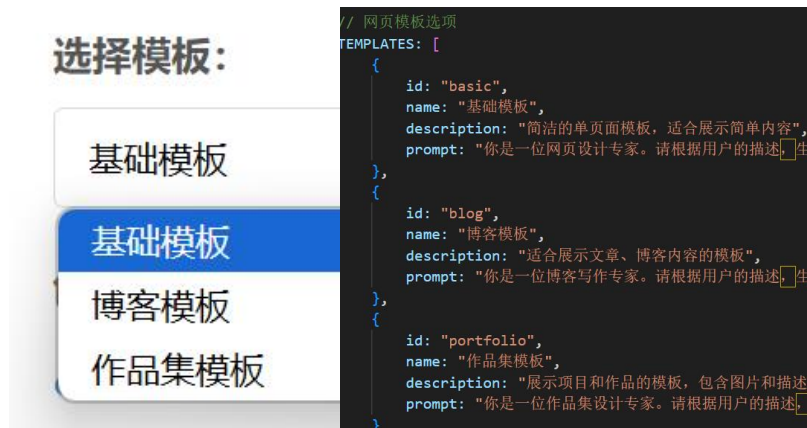 选择模板：
基础模板
基础模板
博客模板
作品集模板
// 网页模板选项
TEMPLATES: [
{
id: "basic",
name: "基础模板",
description: "简洁的单页面模板，适合展示简单内容",
prompt: "你是一位网页设计专家。请根据用户的描述，生
},
{
id: "blog",
name: "博客模板",
description: "适合展示文章、博客内容的模板",
prompt: "你是一位博客写作专家。请根据用户的描述，生
},
{
id: "portfolio",
name: "作品集模板",
description: "展示项目和作品的模板，包含图片和描述
prompt: "你是一位作品集设计专家。请根据用户的描述，
}